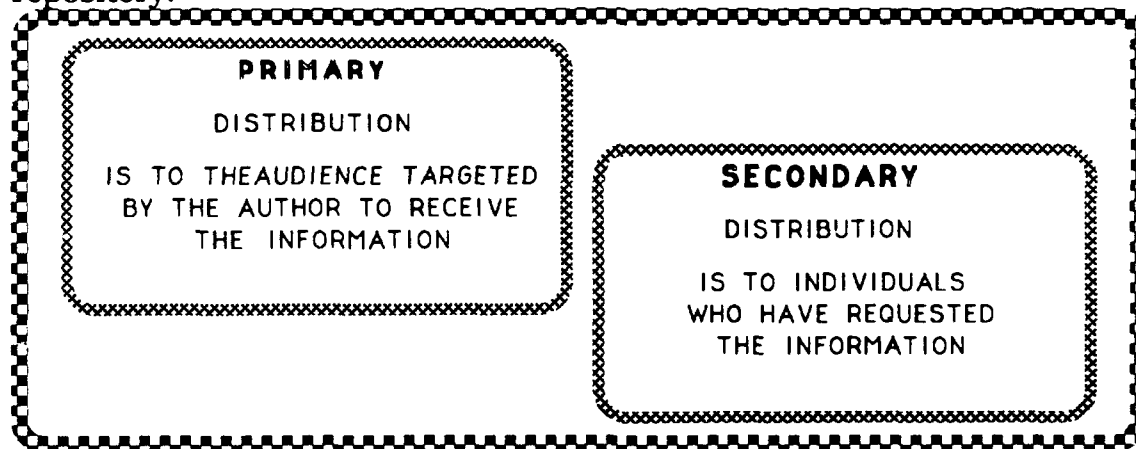 repository.
PRIMARY
DISTRIBUTION
IS TO THEAUDIENCE TARGETED
BY THE AUTHOR TO RECEIVE
THE INFORMATION
SECONDARY
DISTRIBUTION
IS TO INDIVIDUALS
WHO HAVE REQUESTED
THE INFORMATION